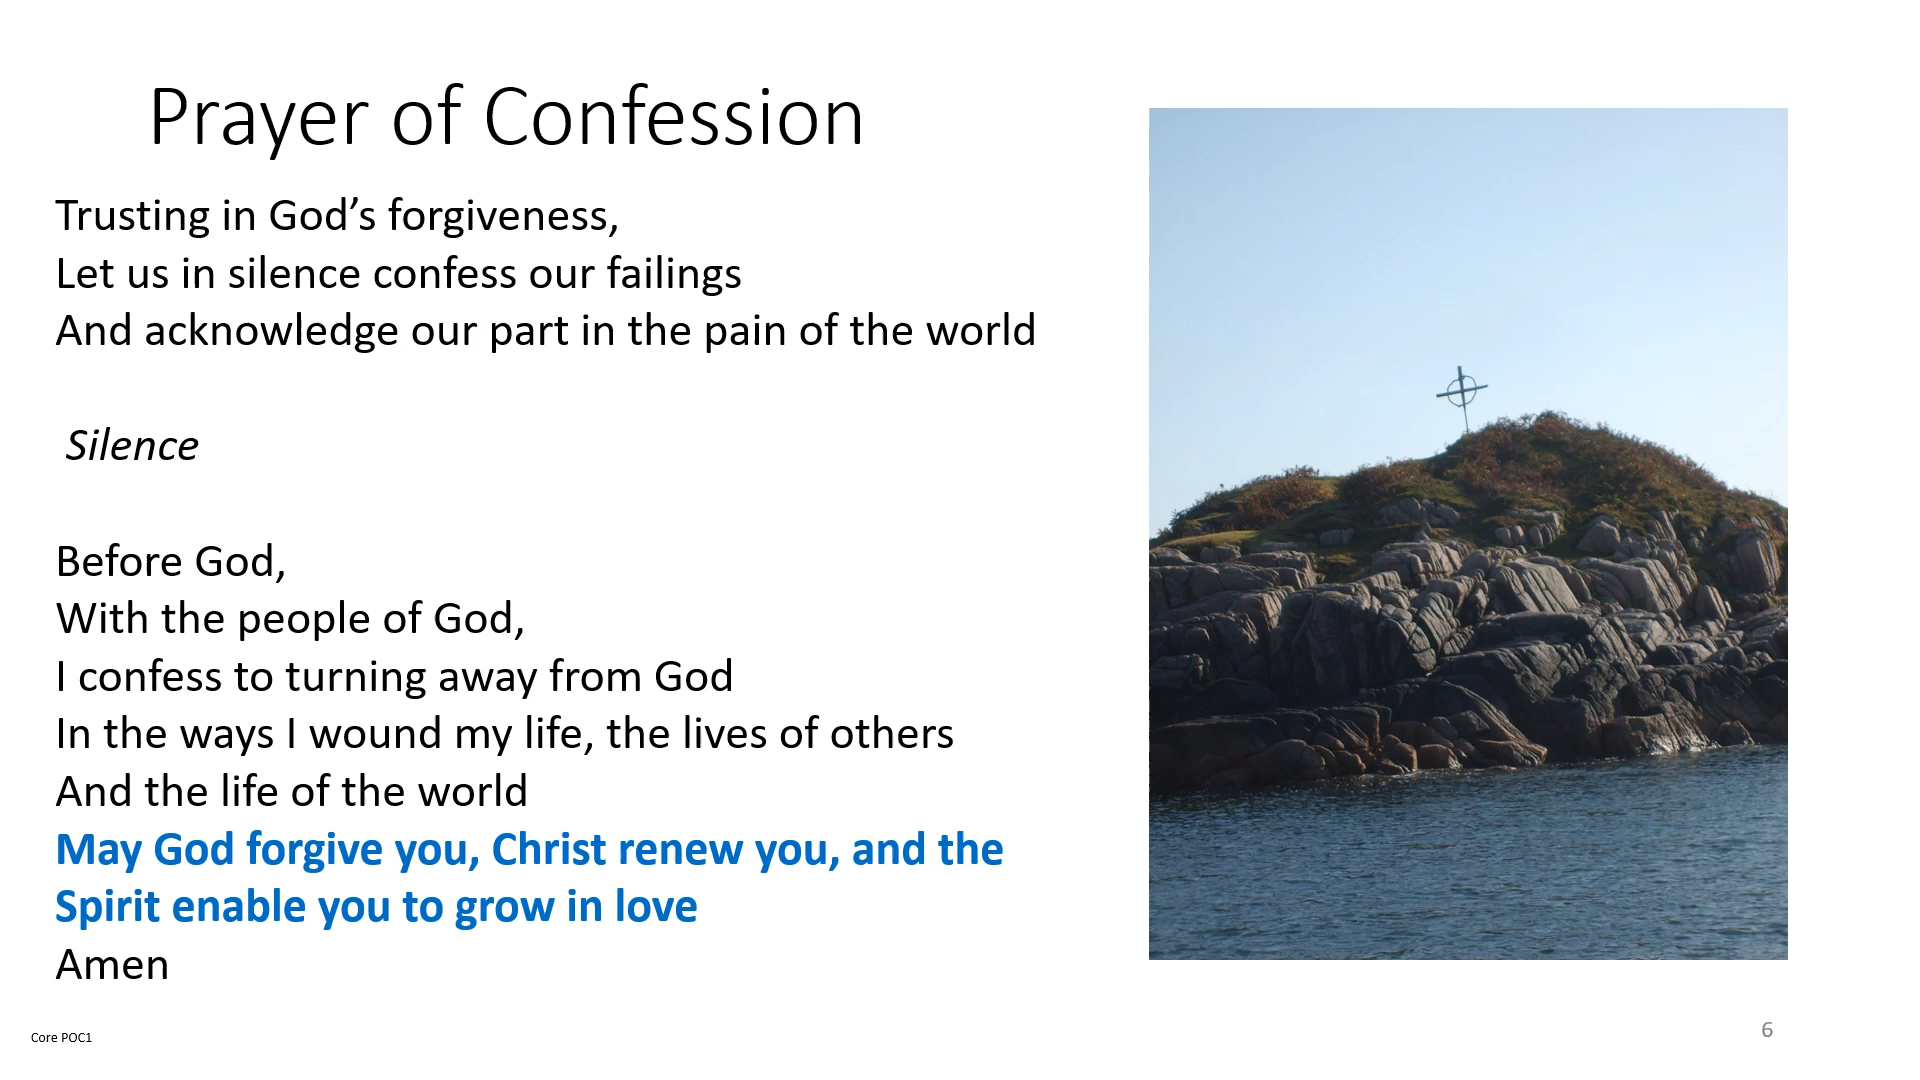 Prayer of Confession
Trusting in God’s forgiveness,
Let us in silence confess our failings
And acknowledge our part in the pain of the world
Silence
Before God,
With the people of God,
I confess to turning away from God
In the ways I wound my life, the lives of others
And the life of the world
May God forgive you, Christ renew you, and the
Spirit enable you to grow in love
Amen
Core POC1
6